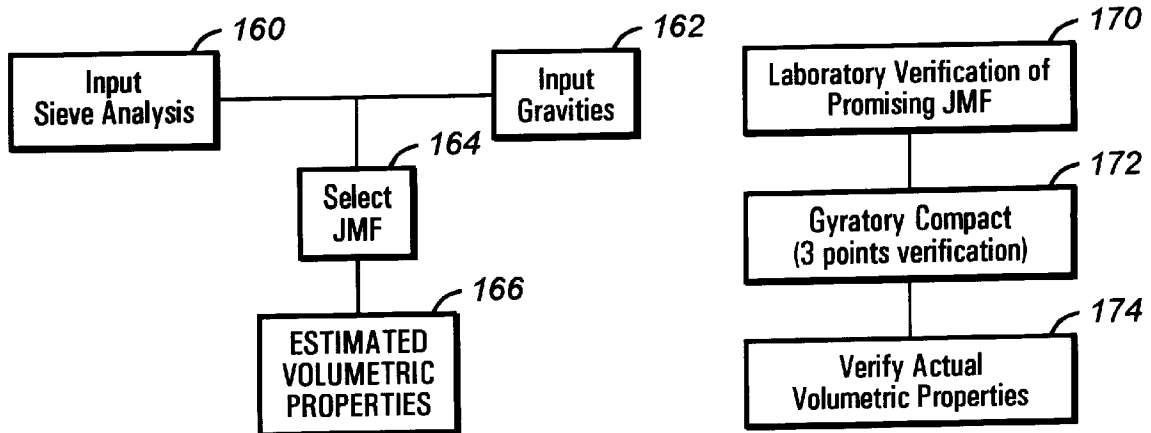 160
Input
Sieve Analysis
162
Input
Gravities
164
Select
JMF
166
ESTIMATED
VOLUMETRIC
PROPERTIES
170
Laboratory Verification of
Promising JMF
172
Gyratory Compact
(3 points verification)
174
Verify Actual
Volumetric Properties